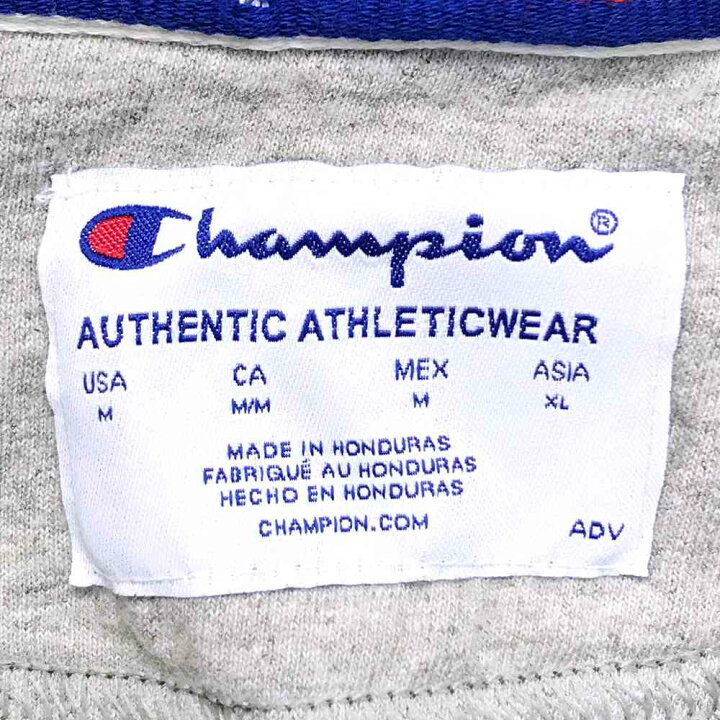 Champion®
AUTHENTIC ATHLETICWEAR
USA CA MEX ASIA
M M/M M XL
MADE IN HONDURAS
FABRIQUÉ AU HONDURAS
HECHO EN HONDURAS
CHAMPION.COM ADV